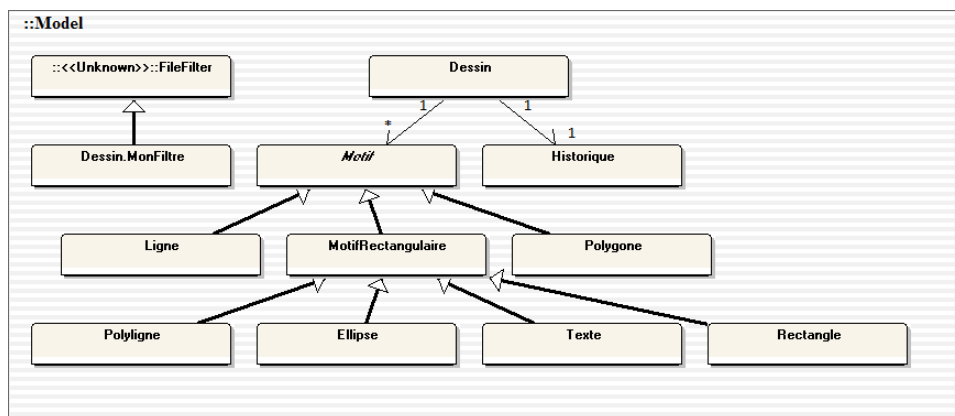 ::Model
::<<Unknown>>::FileFilter
Dessin
1
1
*
1
Dessin.MonFiltre
Motif
Historique
Ligne
MotifRectangulaire
Polygone
Polyligne
Ellipse
Texte
Rectangle